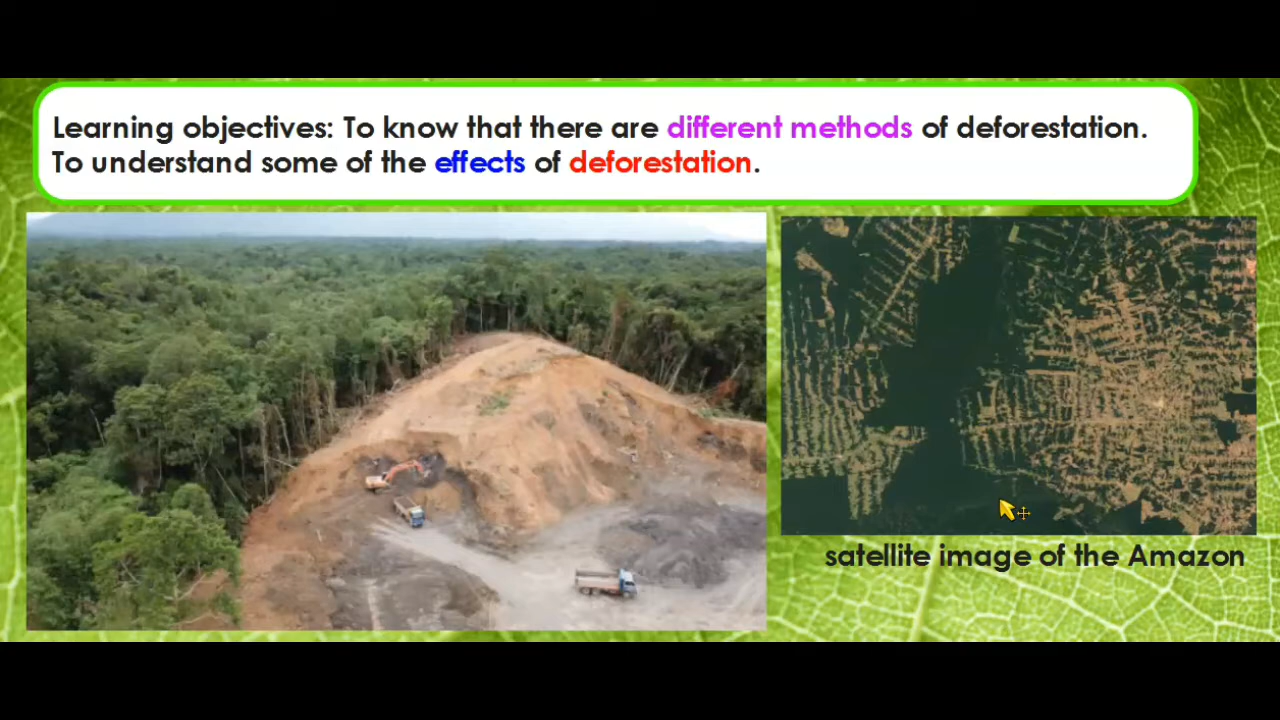 Learning objectives: To know that there are different methods of deforestation.
To understand some of the effects of deforestation.
satellite image of the Amazon